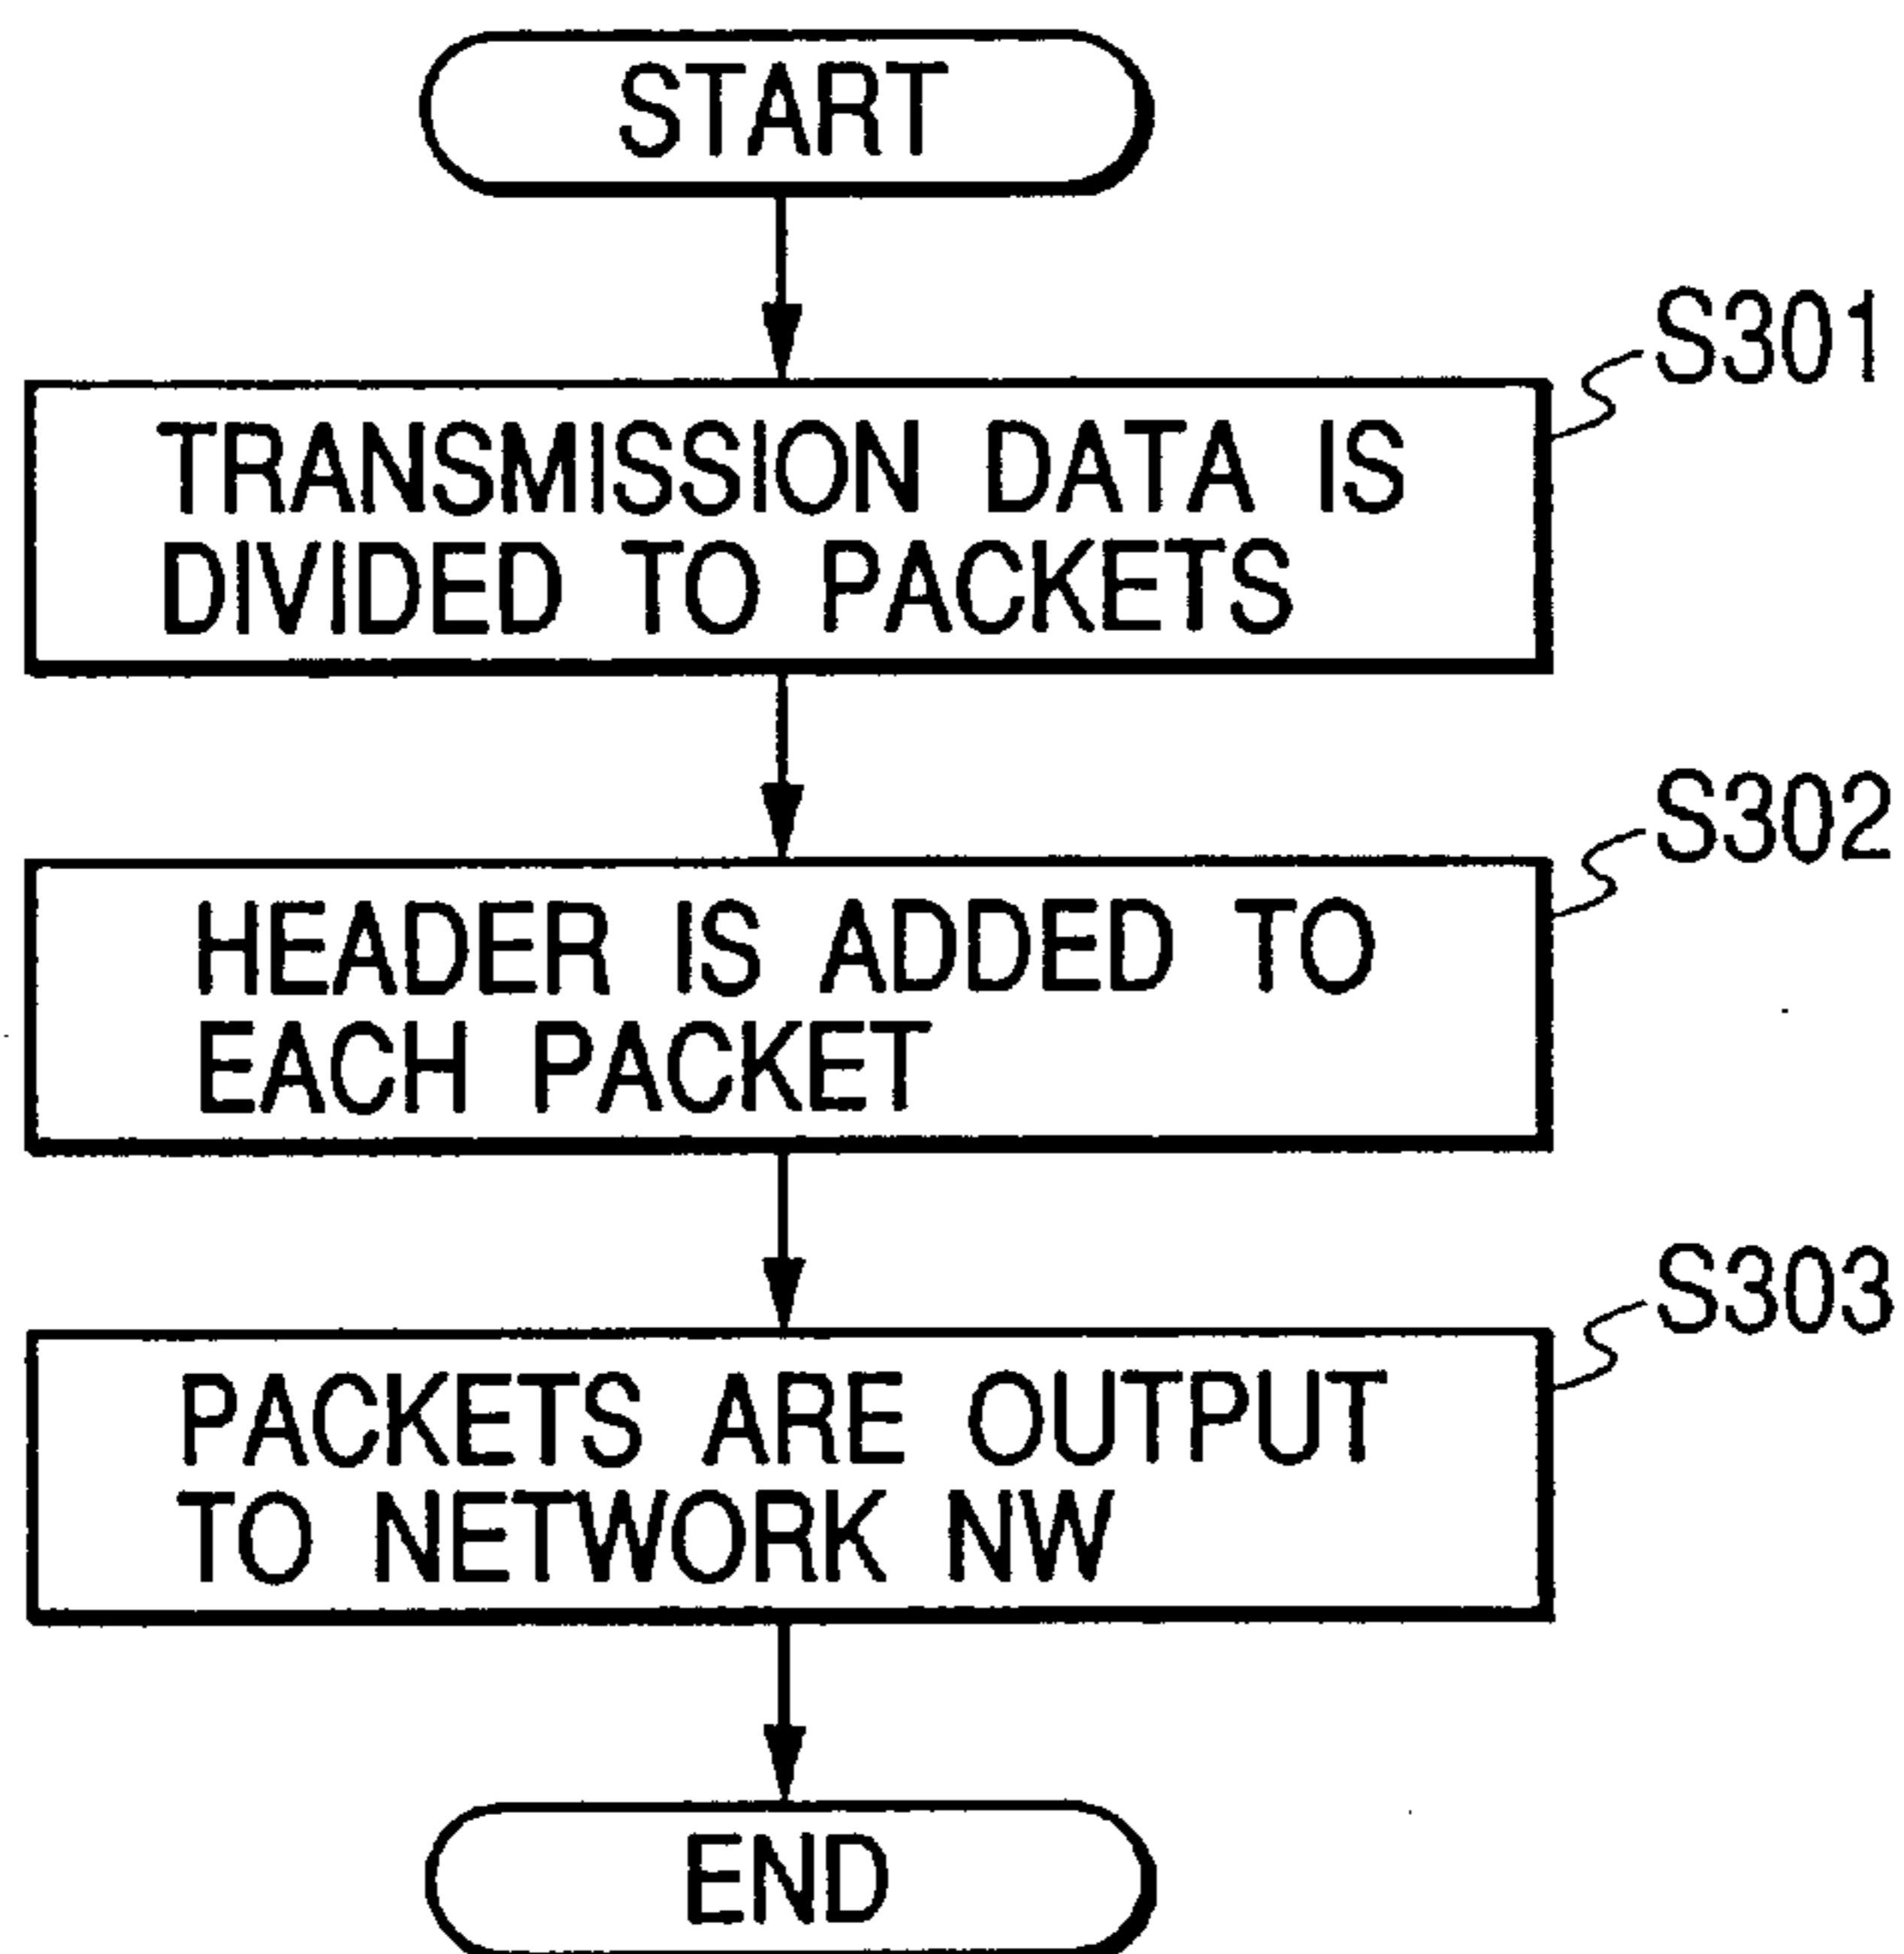 START
S301
TRANSMISSION DATA IS
DIVIDED TO PACKETS
S302
HEADER IS ADDED TO
EACH PACKET
S303
PACKETS ARE OUTPUT
TO NETWORK NW
END